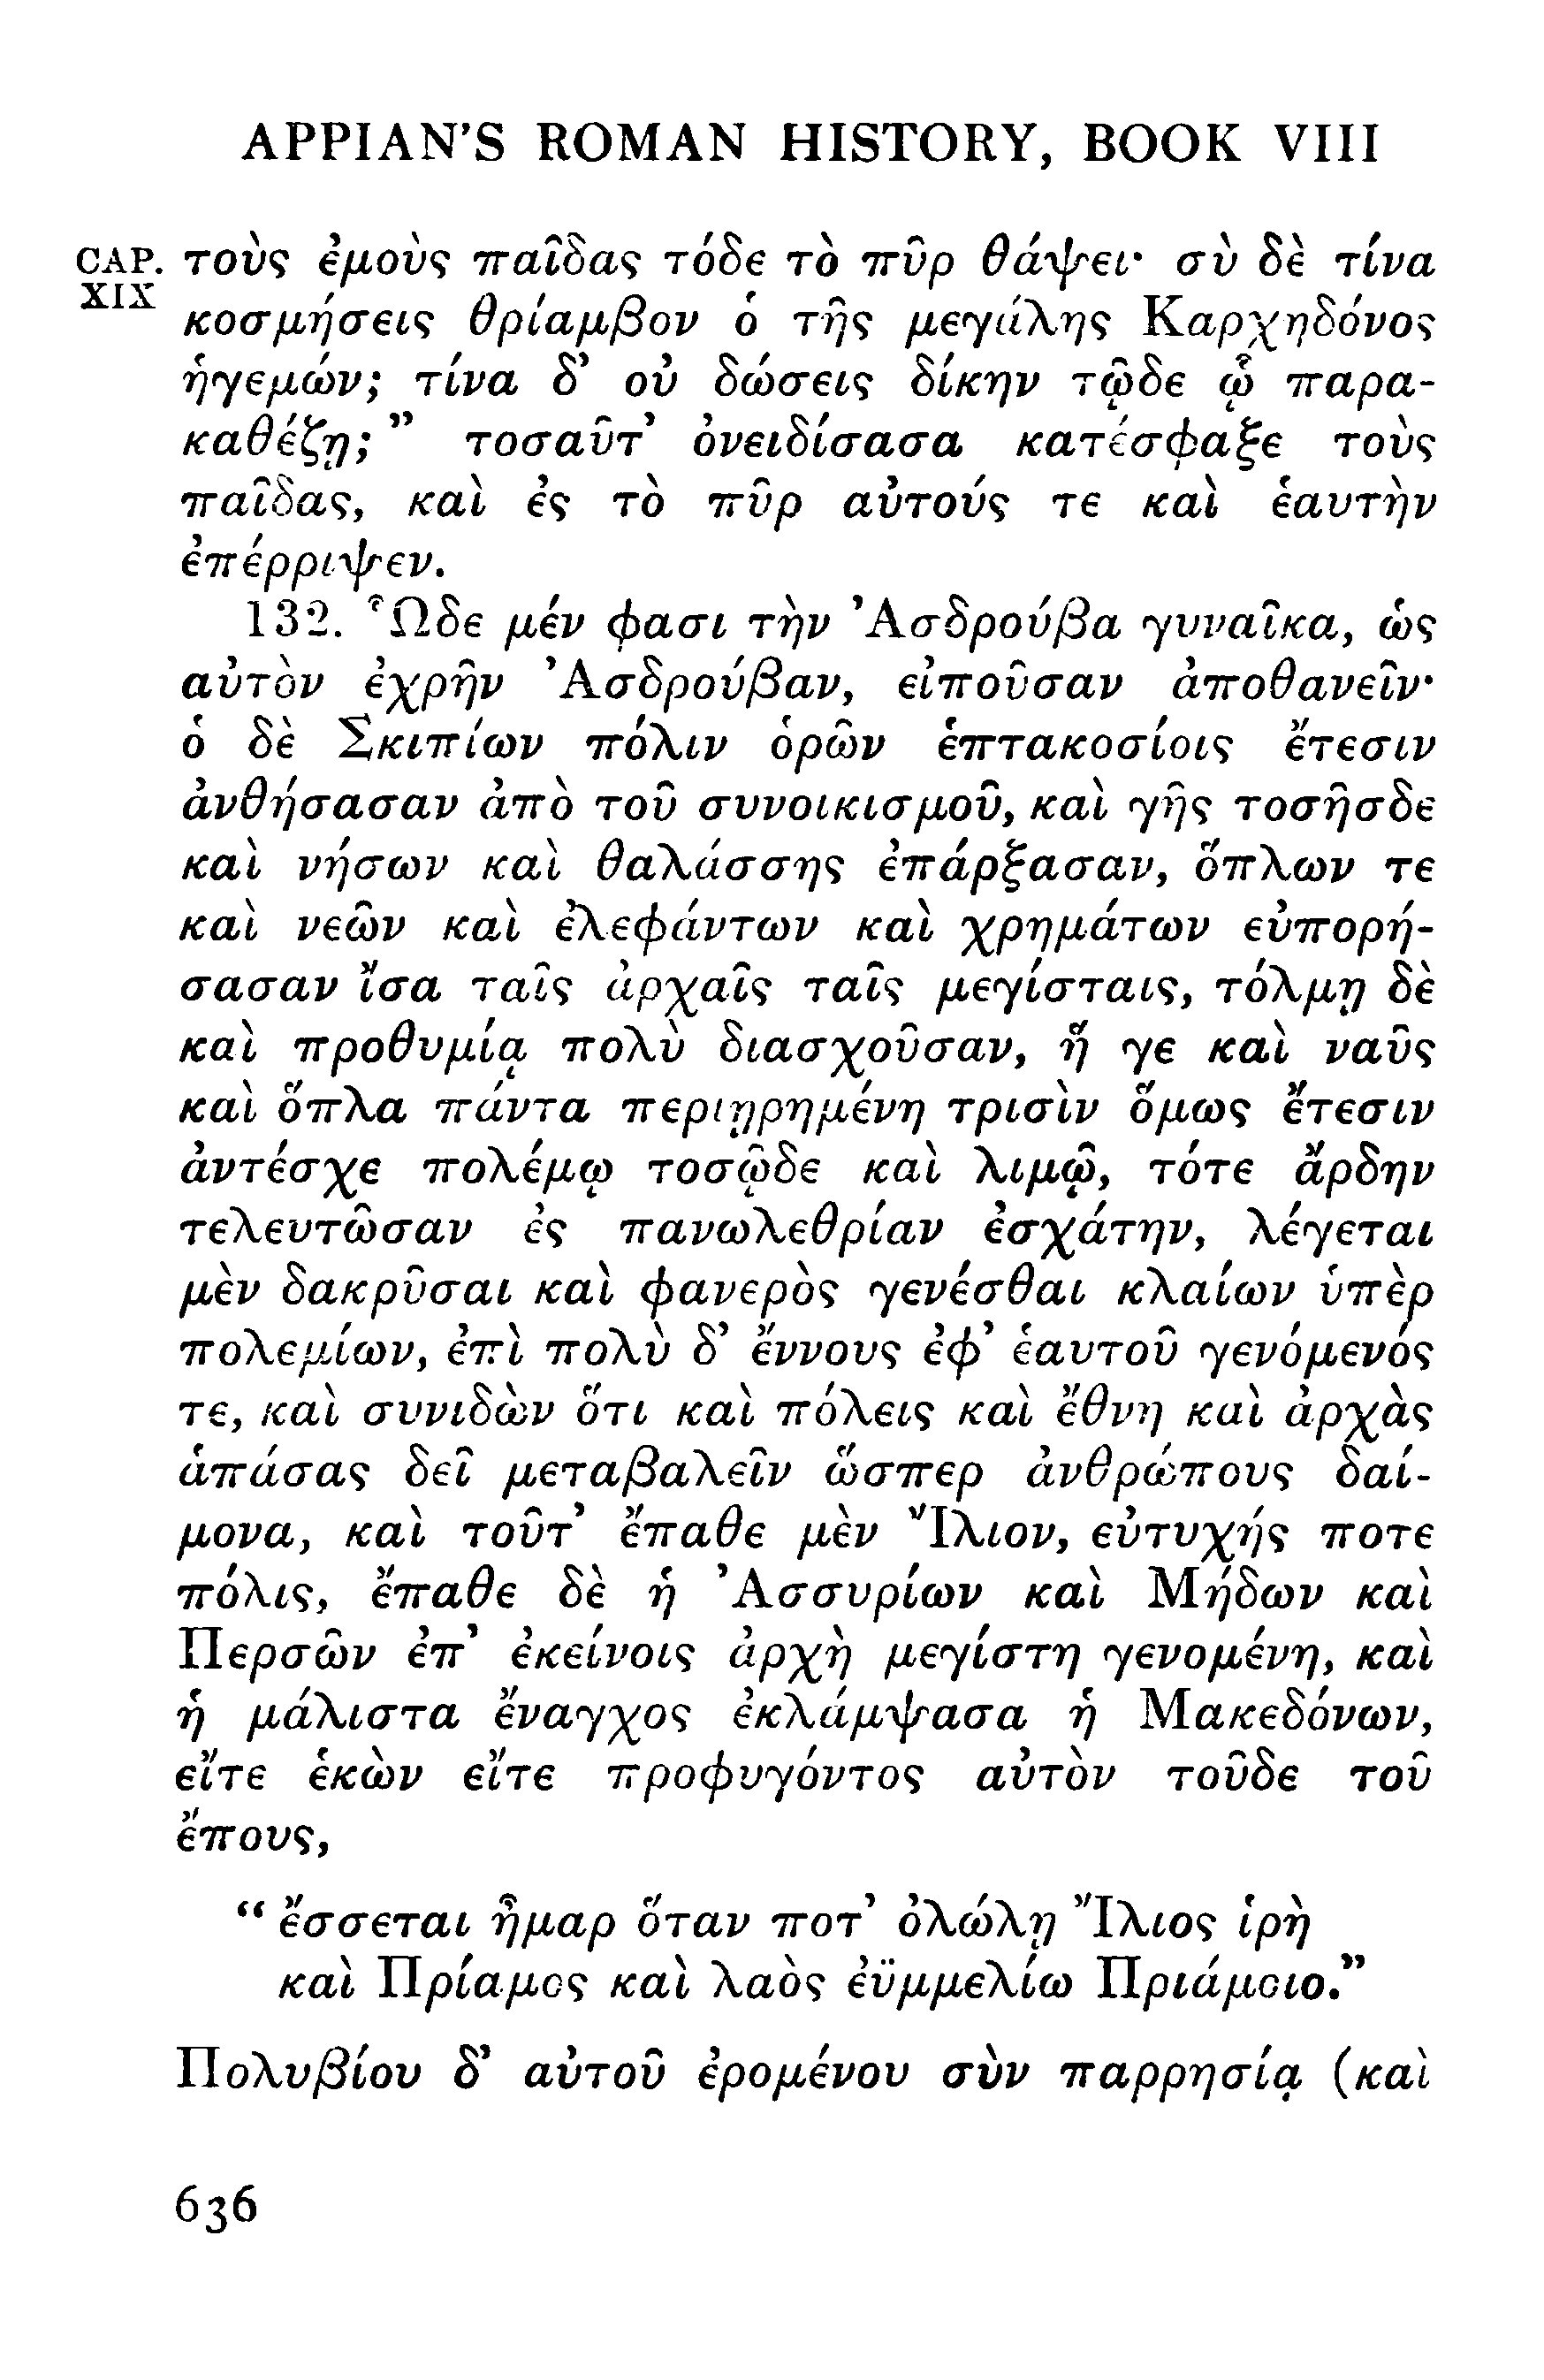 APPIAN'S ROMAN HISTORY, BOOK VIII
CAP. XIX
τοὺς ἐμοὺς παῖδας τόδε τὸ πῦρ θάψει· σὺ δὲ τίνα
κοσμήσεις θρίαμβον ὁ τῆς μεγάλης Καρχηδόνος
ἡγεμών; τίνα δ' οὐ δώσεις δίκην τῷδε ᾧ παρα-
καθέζῃ;" τοσαῦτ' ὀνειδίσασα κατέσφαξε τοὺς
παῖδας, καὶ ἐς τὸ πῦρ αὐτούς τε καὶ ἑαυτὴν
ἐπέρριψεν.
132. Ὧδε μέν φασι τὴν Ἀσδρούβα γυναῖκα, ὡς
αὐτὸν ἐχρῆν Ἀσδρούβαν, εἰποῦσαν ἀποθανεῖν·
ὁ δὲ Σκιπίων πόλιν ὁρῶν ἑπτακοσίοις ἔτεσιν
ἀνθήσασαν ἀπὸ τοῦ συνοικισμοῦ, καὶ γῆς τοσῆσδε
καὶ νήσων καὶ θαλάσσης ἐπάρξασαν, ὅπλων τε
καὶ νεῶν καὶ ἐλεφάντων καὶ χρημάτων εὐπορή-
σασαν ἴσα ταῖς ἀρχαῖς ταῖς μεγίσταις, τόλμῃ δὲ
καὶ προθυμίᾳ πολὺ διασχοῦσαν, ἥ γε καὶ ναῦς
καὶ ὅπλα πάντα περιῃρημένη τρισὶν ὅμως ἔτεσιν
ἀντέσχε πολέμῳ τοσῷδε καὶ λιμῷ, τότε ἄρδην
τελευτῶσαν ἐς πανωλεθρίαν ἐσχάτην, λέγεται
μὲν δακρῦσαι καὶ φανερὸς γενέσθαι κλαίων ὑπὲρ
πολεμίων, ἐπὶ πολὺ δ' ἔννους ἐφ' ἑαυτοῦ γενόμενός
τε, καὶ συνιδὼν ὅτι καὶ πόλεις καὶ ἔθνη καὶ ἀρχὰς
ἁπάσας δεῖ μεταβαλεῖν ὥσπερ ἀνθρώπους δαί-
μονα, καὶ τοῦτ' ἔπαθε μὲν Ἴλιον, εὐτυχής ποτε
πόλις, ἔπαθε δὲ ἡ Ἀσσυρίων καὶ Μήδων καὶ
Περσῶν ἐπ' ἐκείνοις ἀρχὴ μεγίστη γενομένη, καὶ
ἡ μάλιστα ἔναγχος ἐκλάμψασα ἡ Μακεδόνων,
εἴτε ἑκὼν εἴτε προφυγόντος αὐτὸν τοῦδε τοῦ
ἔπους,
"ἔσσεται ἦμαρ ὅταν ποτ' ὀλώλῃ Ἴλιος ἱρὴ
καὶ Πρίαμος καὶ λαὸς ἐϋμμελίω Πριάμοιο."
Πολυβίου δ' αὐτοῦ ἐρομένου σὺν παρρησίᾳ (καὶ
636